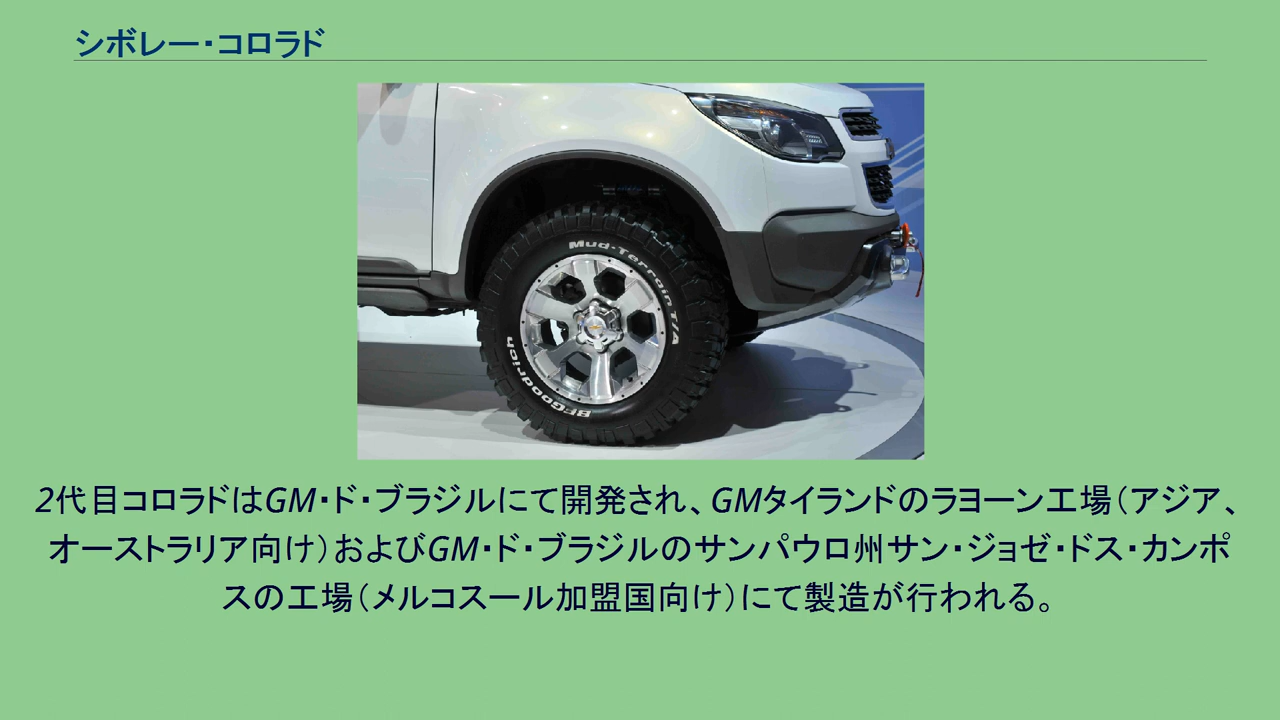 シボレー・コロラド
Mud-Terrain T/A
BFGoodrich
2代目コロラドはGM・ド・ブラジルにて開発され、GMタイランドのラヨーン工場（アジア、
オーストラリア向け）およびGM・ド・ブラジルのサンパウロ州サン・ジョゼ・ドス・カンポ
スの工場（メルコスール加盟国向け）にて製造が行われる。